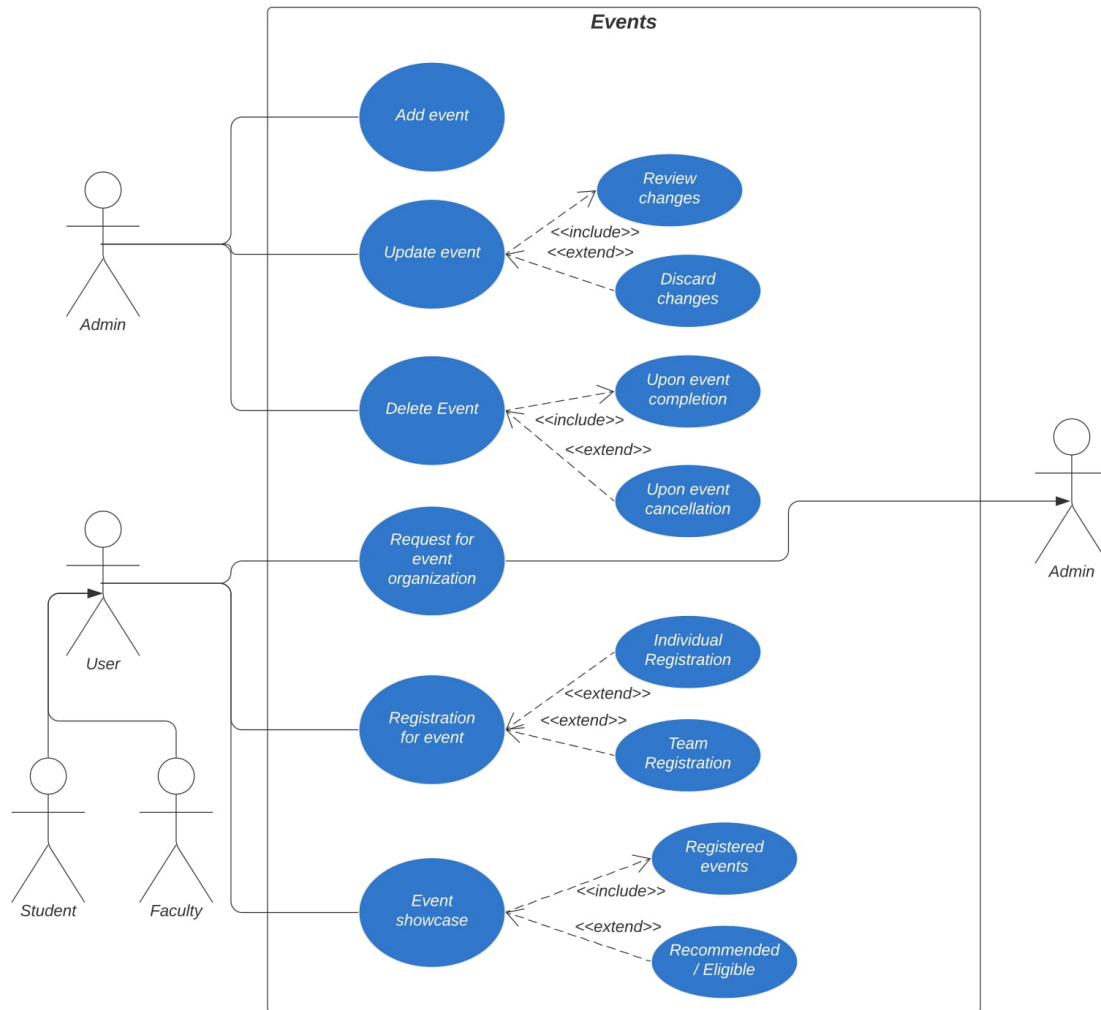 Events
Add event
Review
changes
<<include>>
Update event
<<extend>>
Discard
changes
Admin
Upon event
completion
Delete Event
<<include>>
<<extend>>
Upon event
cancellation
Request for
event
organization
Admin
User
Individual
Registration
<<extend>>
Registration
for event
<<extend>>
Team
Registration
Student
Faculty
Registered
events
<<include>>
Event
showcase
<<extend>>
Recommended
/ Eligible